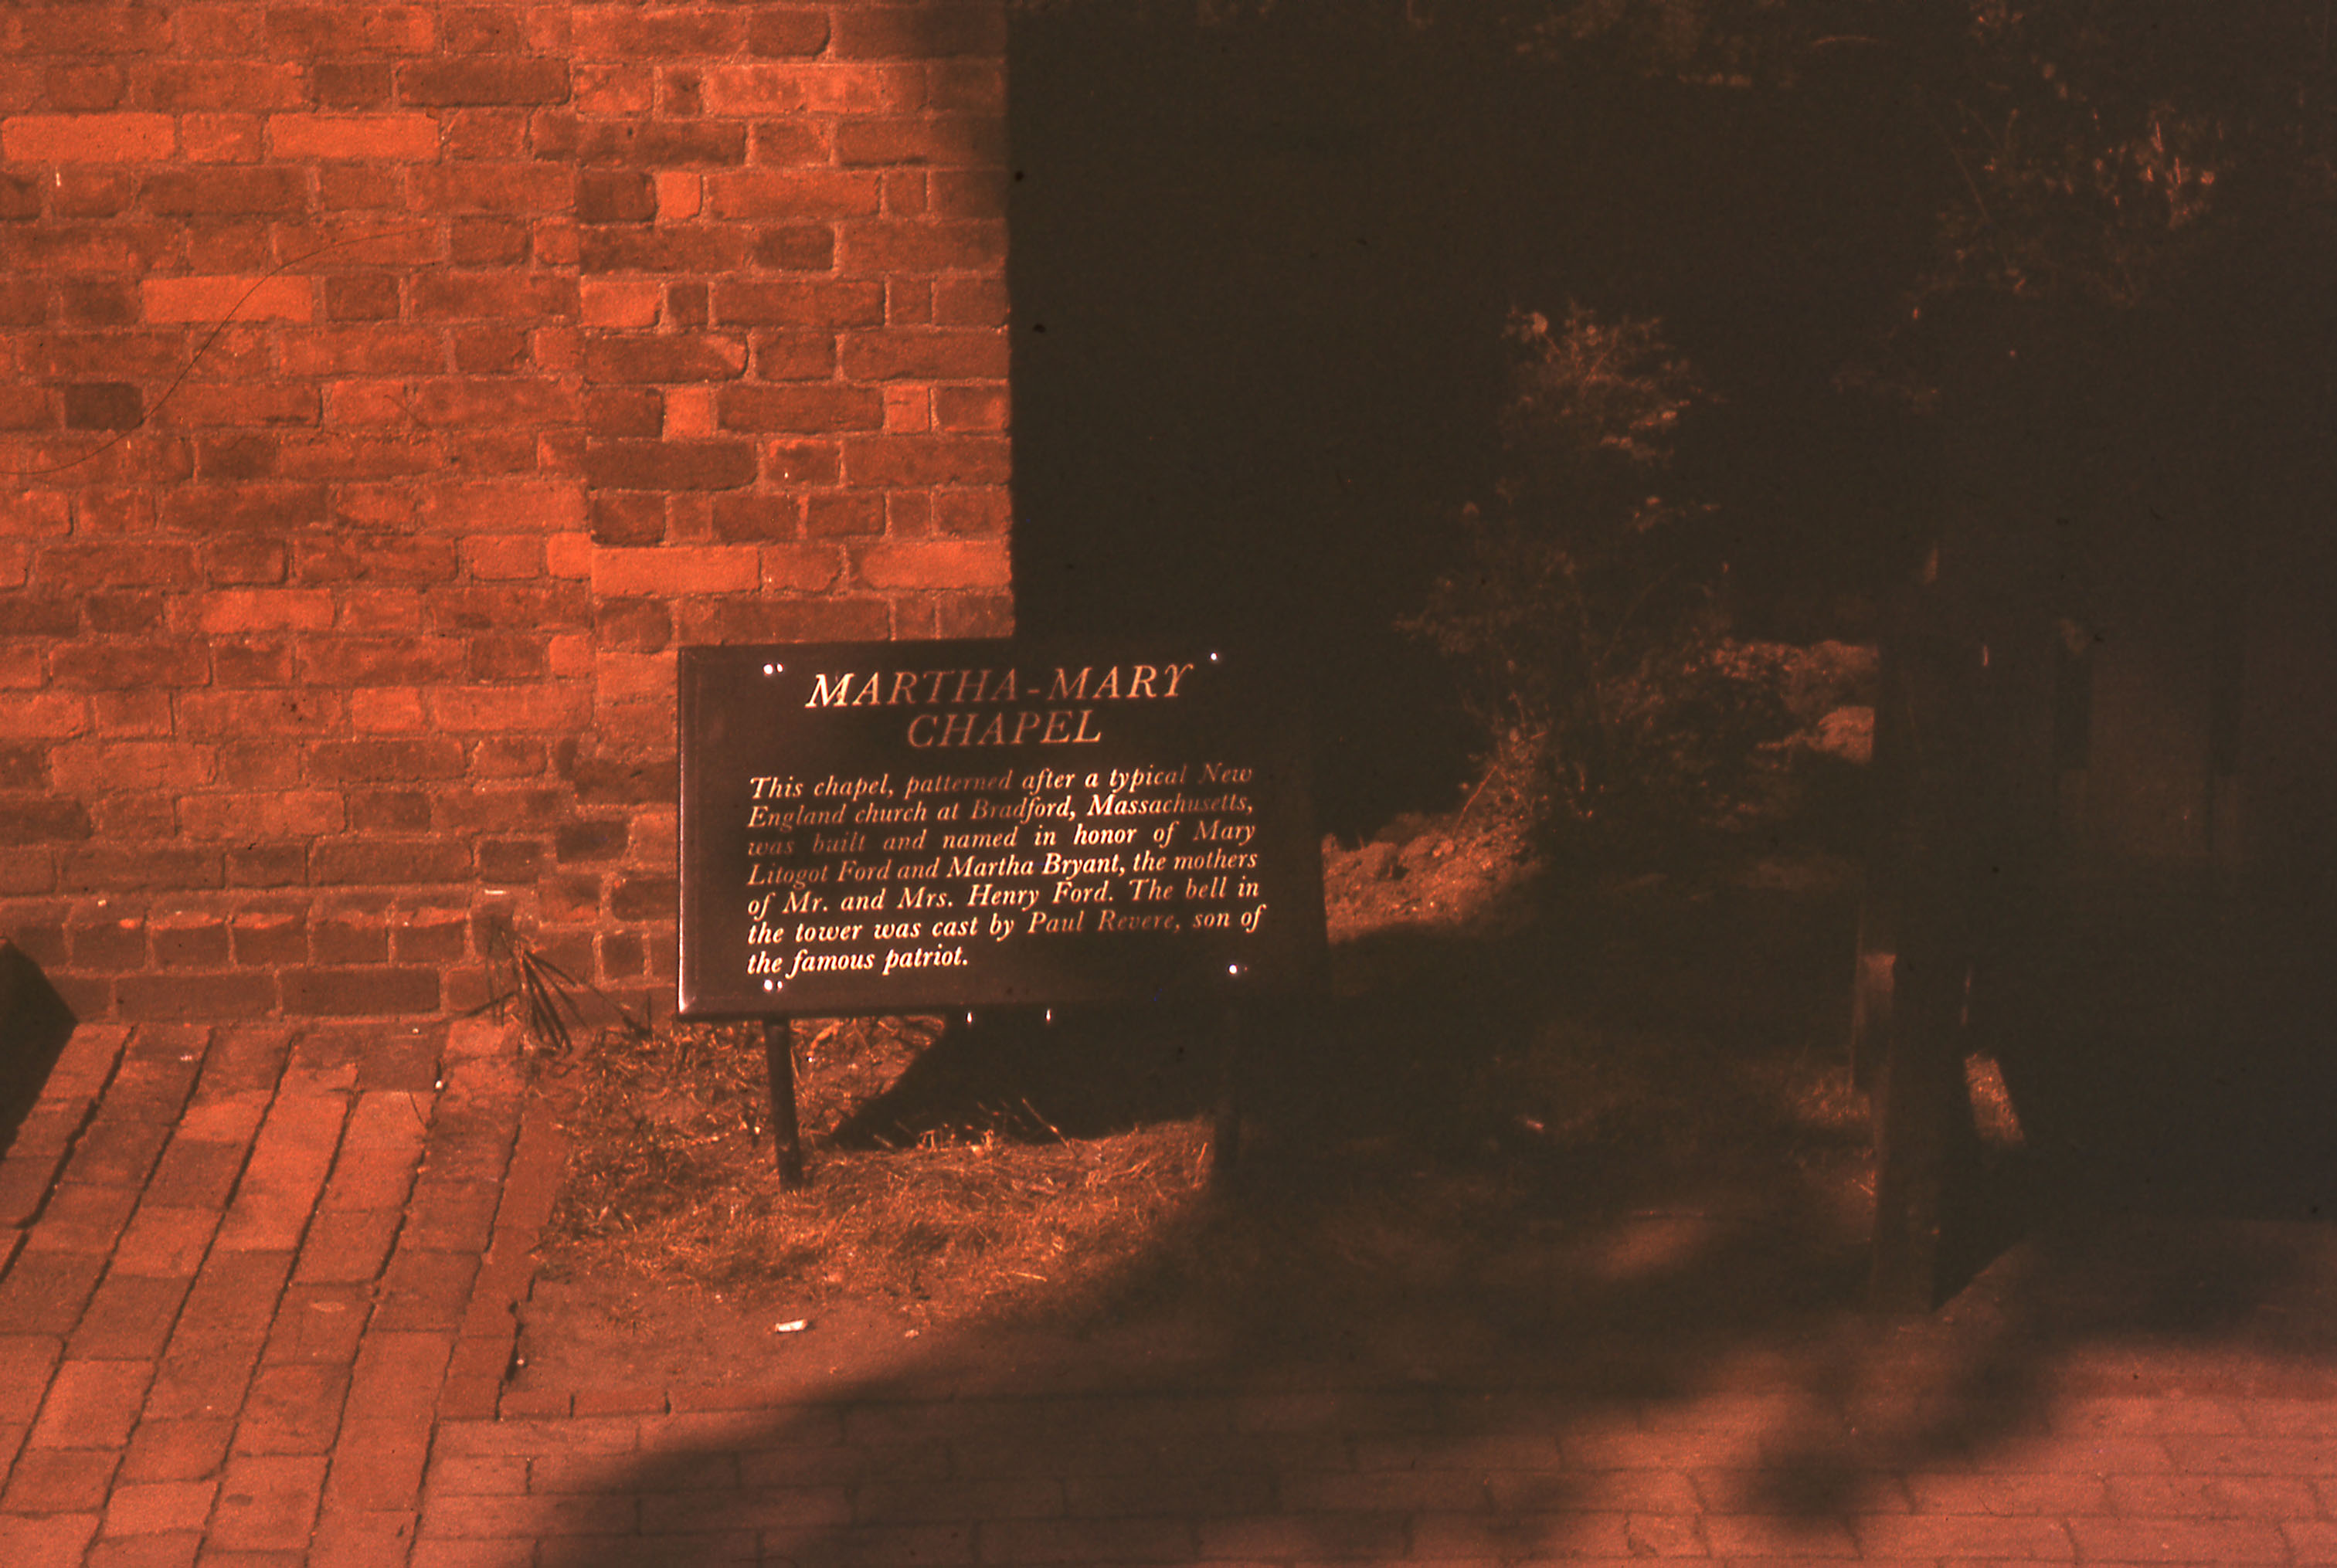 MARTHA-MARY
CHAPEL
This chapel, patterned after a typical New
England church at Bradford, Massachusetts,
was built and named in honor of Mary
Litogot Ford and Martha Bryant, the mothers
of Mr. and Mrs. Henry Ford. The bell in
the tower was cast by Paul Revere, son of
the famous patriot.